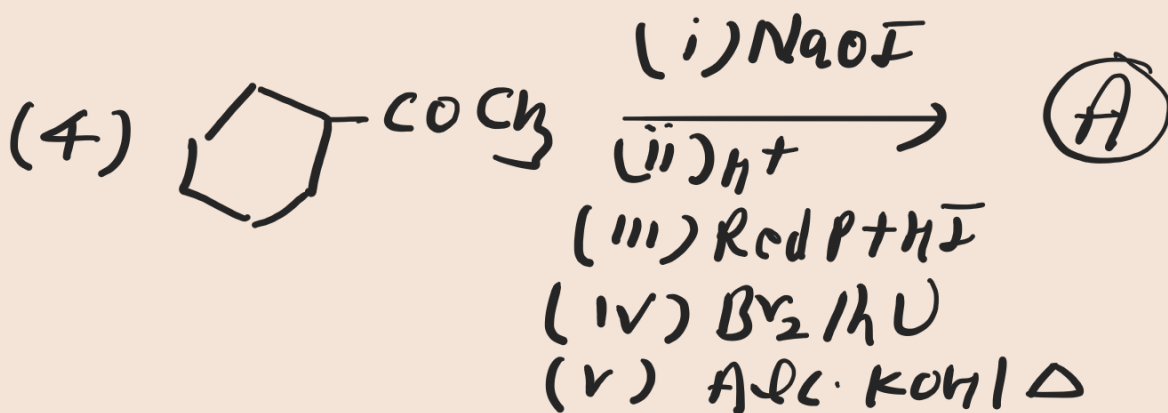 (i) NaOI
(4) COCH3 A
(ii) H+
(iii) Red P + HI
(iv) Br2/hν
(v) Alc. KOH/Δ